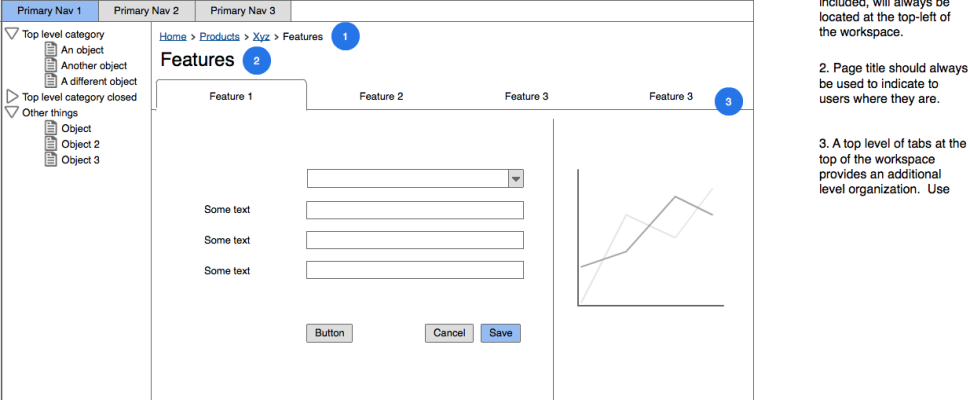 Primary Nav 1
Primary Nav 2
Primary Nav 3
Top level category
An object
Another object
A different object
Top level category closed
Other things
Object
Object 2
Object 3
Home > Products > Xyz > Features
1
Features
2
Feature 1
Feature 2
Feature 3
Feature 3
3
Some text
Some text
Some text
Button
Cancel
Save
included, will always be
located at the top-left of
the workspace.
2. Page title should always
be used to indicate to
users where they are.
3. A top level of tabs at the
top of the workspace
provides an additional
level organization. Use